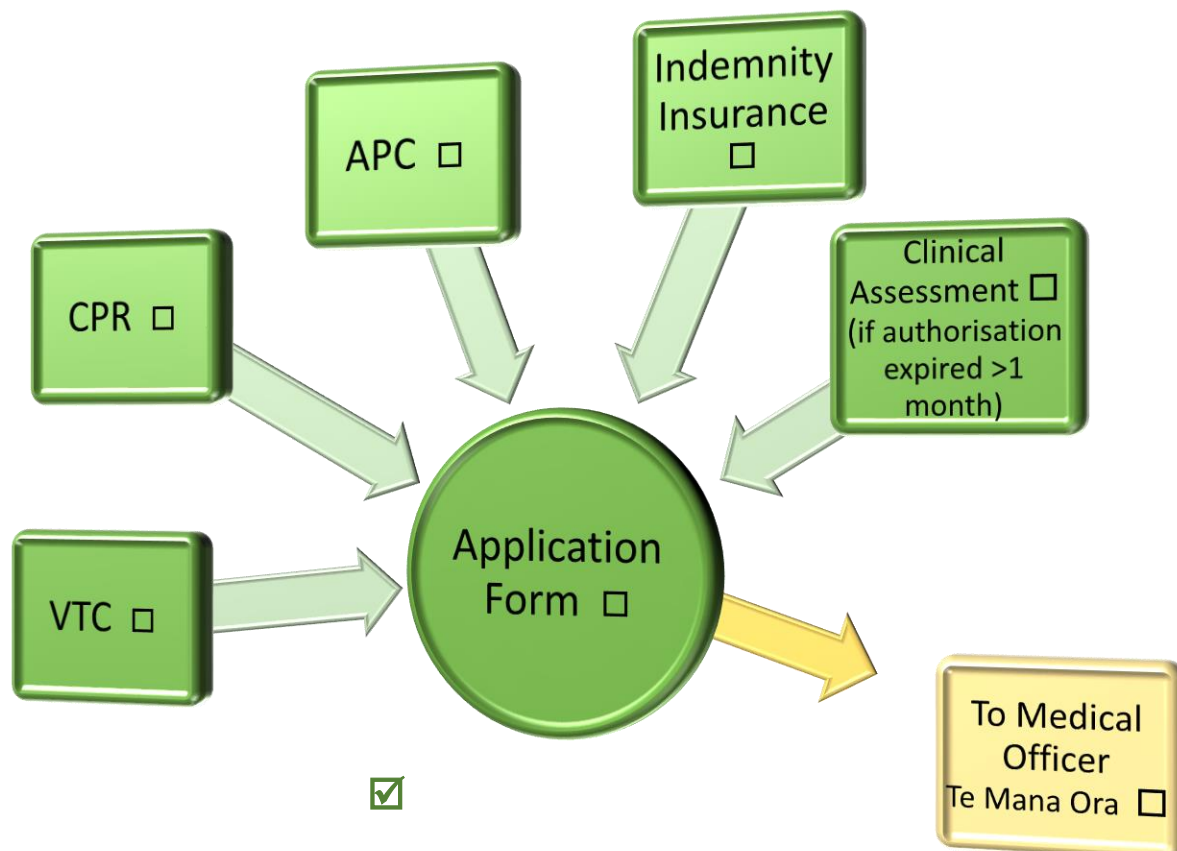 Indemnity
Insurance
☐
APC ☐
Clinical
Assessment ☐
(if authorisation
expired >1
month)
CPR ☐
VTC ☐
Application
Form ☐
To Medical
Officer
Te Mana Ora ☐
☑